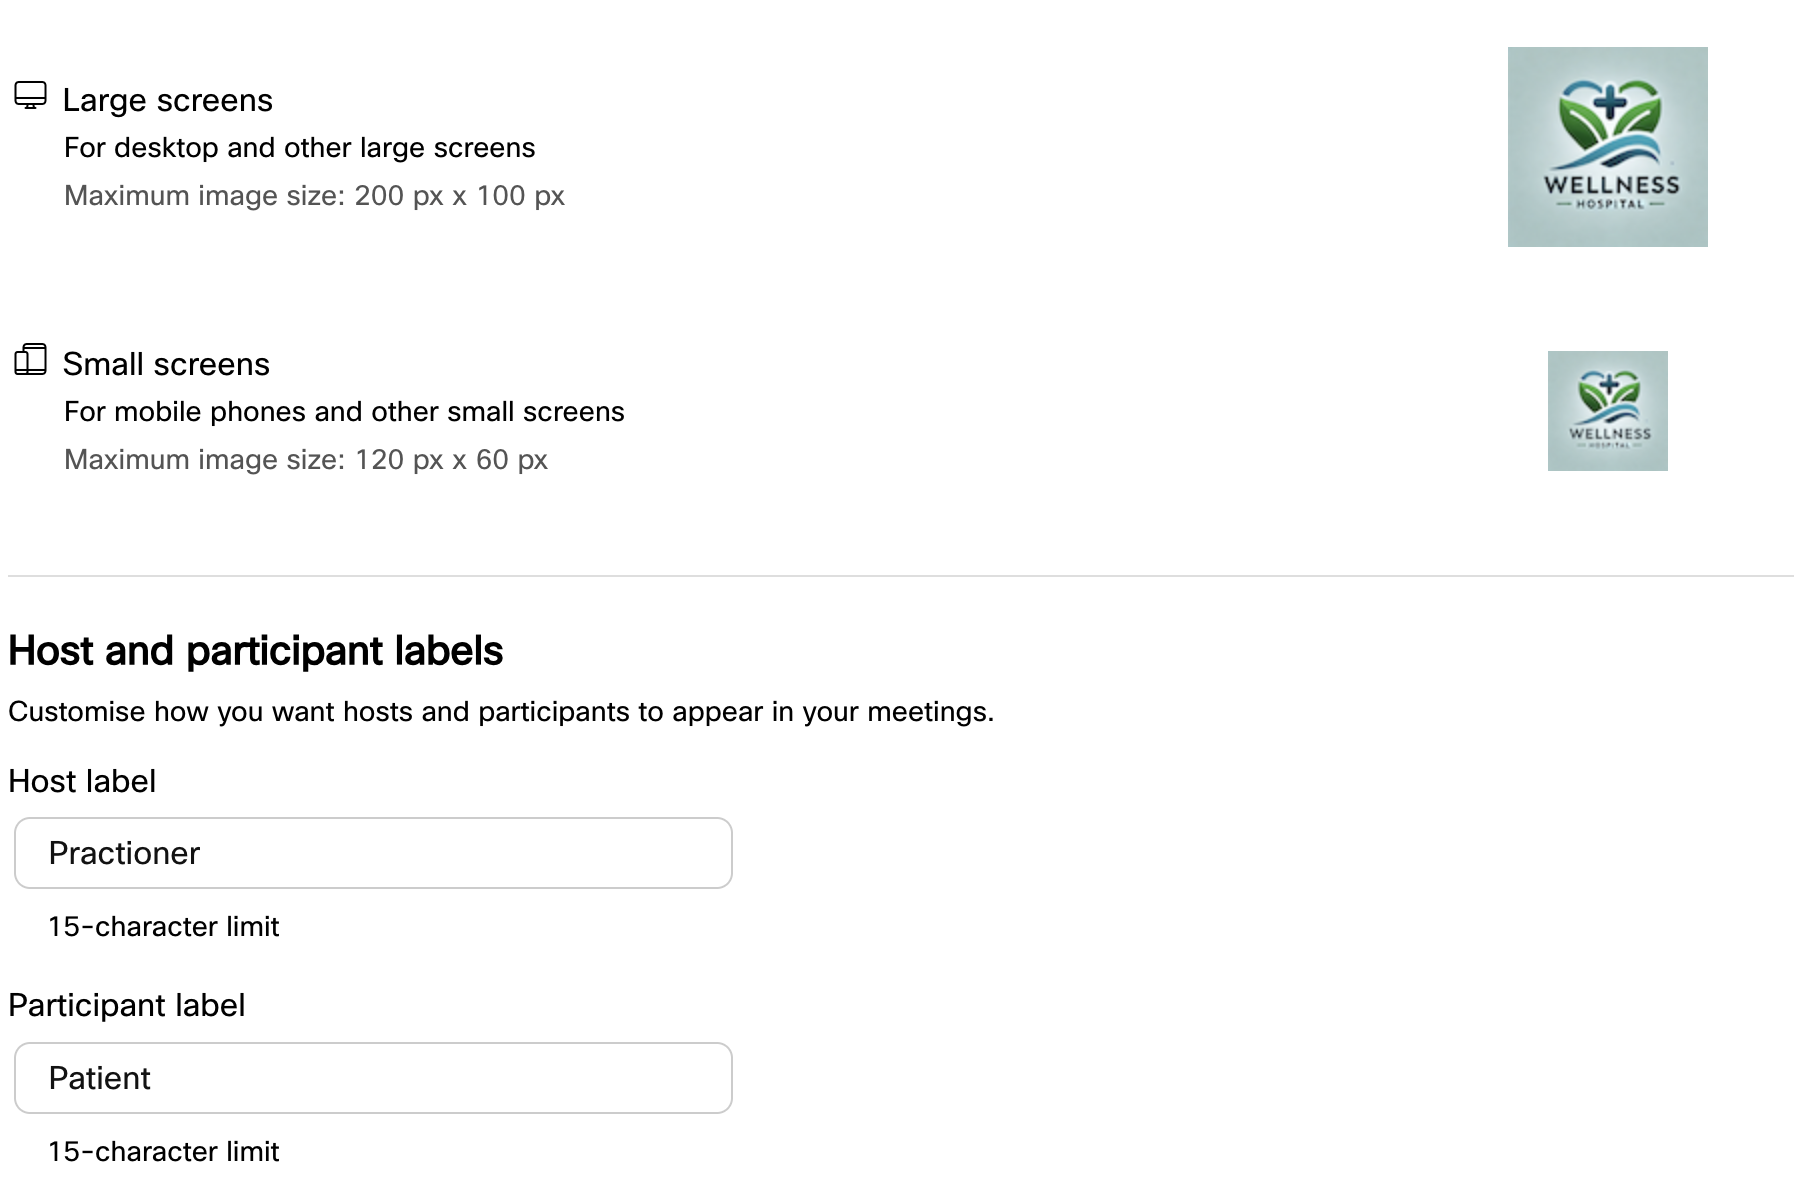 Large screens
For desktop and other large screens
Maximum image size: 200 px x 100 px
WELLNESS
HOSPITAL
Small screens
For mobile phones and other small screens
Maximum image size: 120 px x 60 px
WELLNESS
HOSPITAL
Host and participant labels
Customise how you want hosts and participants to appear in your meetings.
Host label
Practioner
15-character limit
Participant label
Patient
15-character limit